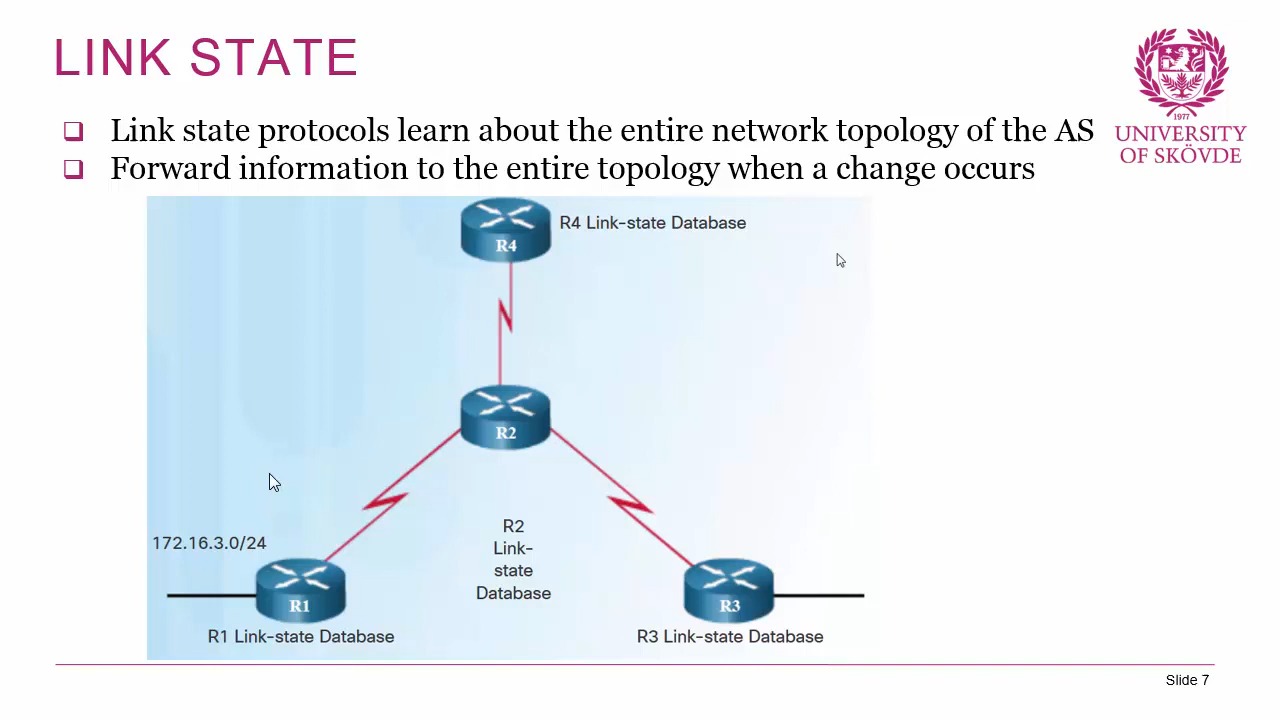 LINK STATE
1977
UNIVERSITY
OF SKÖVDE
Link state protocols learn about the entire network topology of the AS
Forward information to the entire topology when a change occurs
R4 Link-state Database
R4
R2
R2
Link-
state
Database
172.16.3.0/24
R1
R3
R1 Link-state Database
R3 Link-state Database
Slide 7